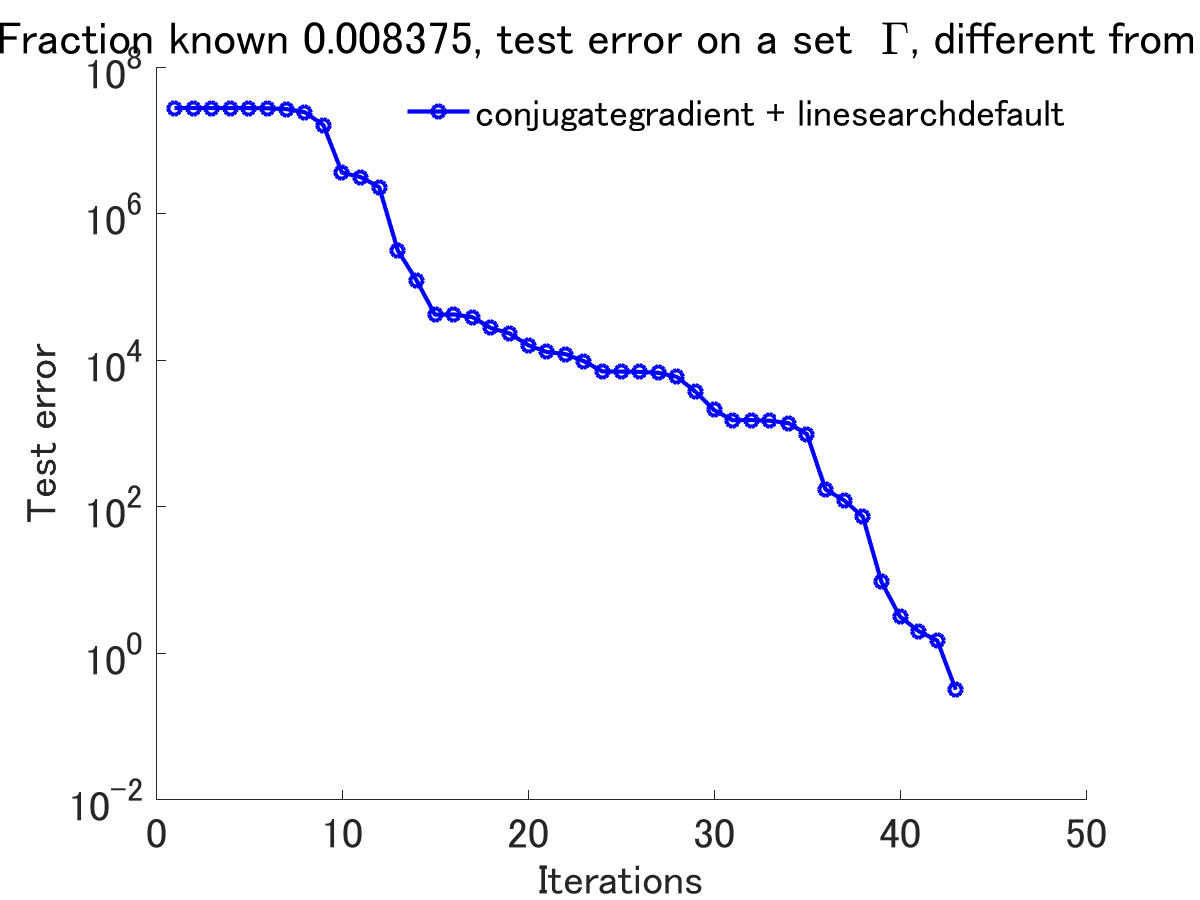 Fraction known 0.008375, test error on a set Γ, different from
10^8
conjugategradient + linesearchdefault
10^6
10^4
10^2
10^0
10^−2
Test error
0 10 20 30 40 50
Iterations